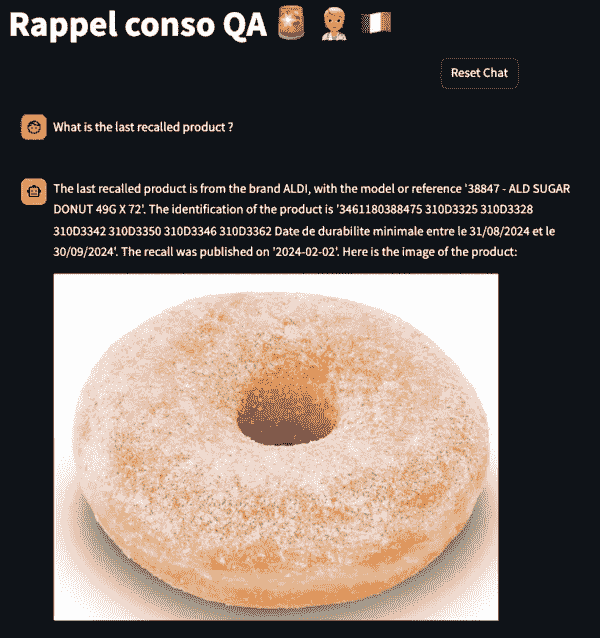 Rappel conso QA
Reset Chat
What is the last recalled product ?
The last recalled product is from the brand ALDI, with the model or reference '38847 - ALD SUGAR
DONUT 49G X 72'. The identification of the product is '3461180388475 310D3325 310D3328
310D3342 310D3350 310D3346 310D3362 Date de durabilite minimale entre le 31/08/2024 et le
30/09/2024'. The recall was published on '2024-02-02'. Here is the image of the product: